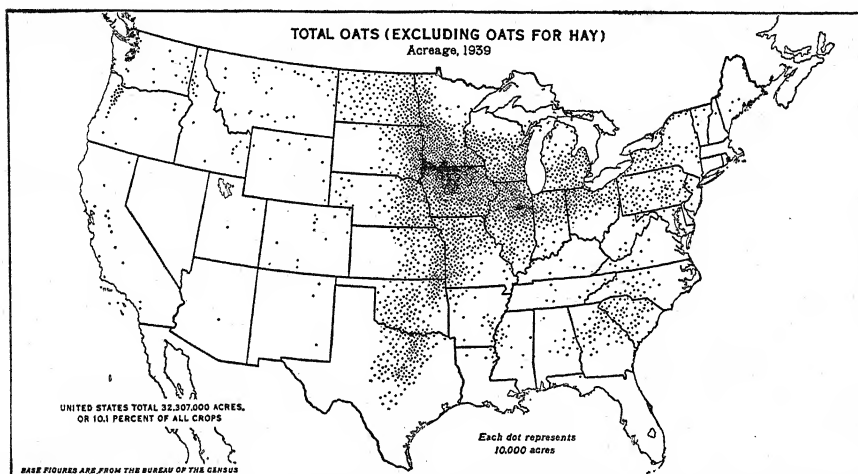 TOTAL OATS (EXCLUDING OATS FOR HAY)
Acreage, 1939
UNITED STATES TOTAL 32,307,000 ACRES,
OR 10.1 PERCENT OF ALL CROPS
Each dot represents
10,000 acres
BASE FIGURES ARE FROM THE BUREAU OF THE CENSUS